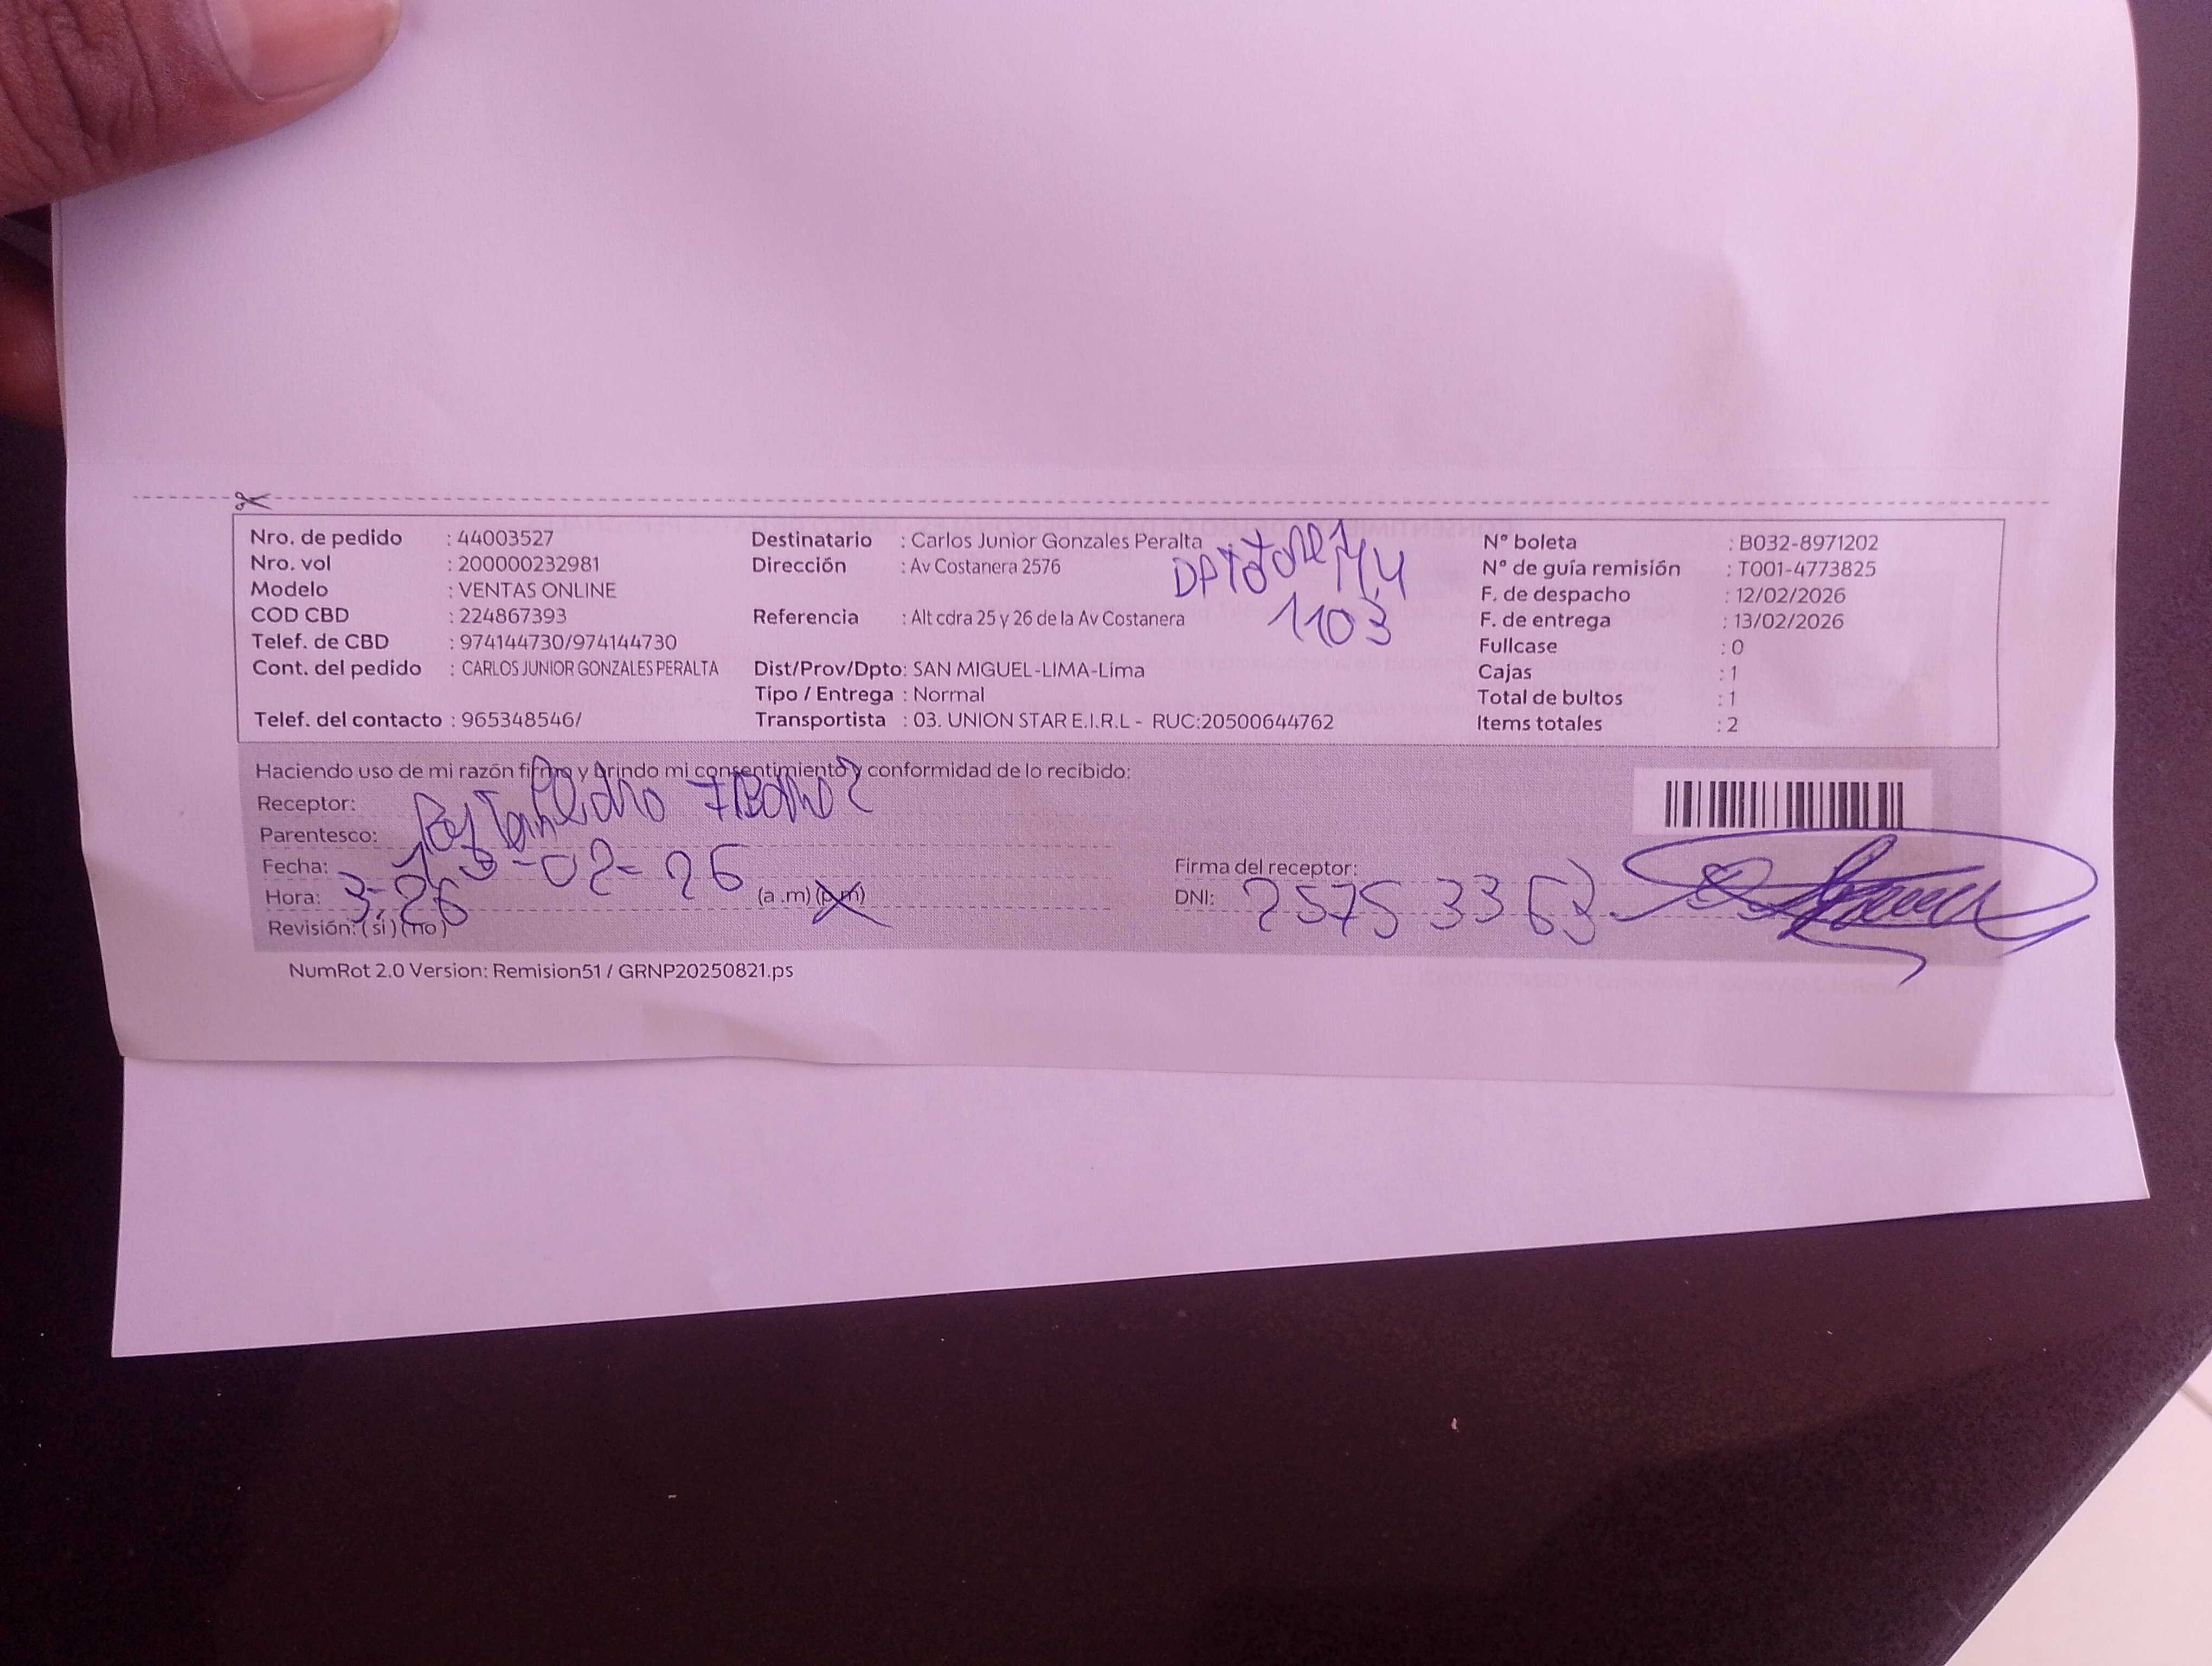 Nro. de pedido : 44003527
Nro. vol : 200000232981
Modelo : VENTAS ONLINE
COD CBD : 224867393
Telef. de CBD : 974144730/974144730
Cont. del pedido : CARLOS JUNIOR GONZALES PERALTA
Telef. del contacto : 965348546/
Destinatario : Carlos Junior Gonzales Peralta
Dirección : Av Costanera 2576
Referencia : Alt cdra 25 y 26 de la Av Costanera
1103
Dist/Prov/Dpto: SAN MIGUEL-LIMA-Lima
Tipo / Entrega : Normal
Transportista : 03. UNION STAR E.I.R.L - RUC:20500644762
N° boleta : B032-8971202
N° de guía remisión : T001-4773825
F. de despacho : 12/02/2026
F. de entrega : 13/02/2026
Fullcase : 0
Cajas : 1
Total de bultos : 1
Items totales : 2
Haciendo uso de mi razón firmo y brindo mi consentimiento y conformidad de lo recibido:
Receptor: Pedro
Parentesco:
Fecha: 13-02-26
Hora: 3:26 (a.m)(p.m)
Revisión: (sí) (no)
Firma del receptor:
DNI: 25753363
NumRot 2.0 Version: Remision51 / GRNP20250821.ps